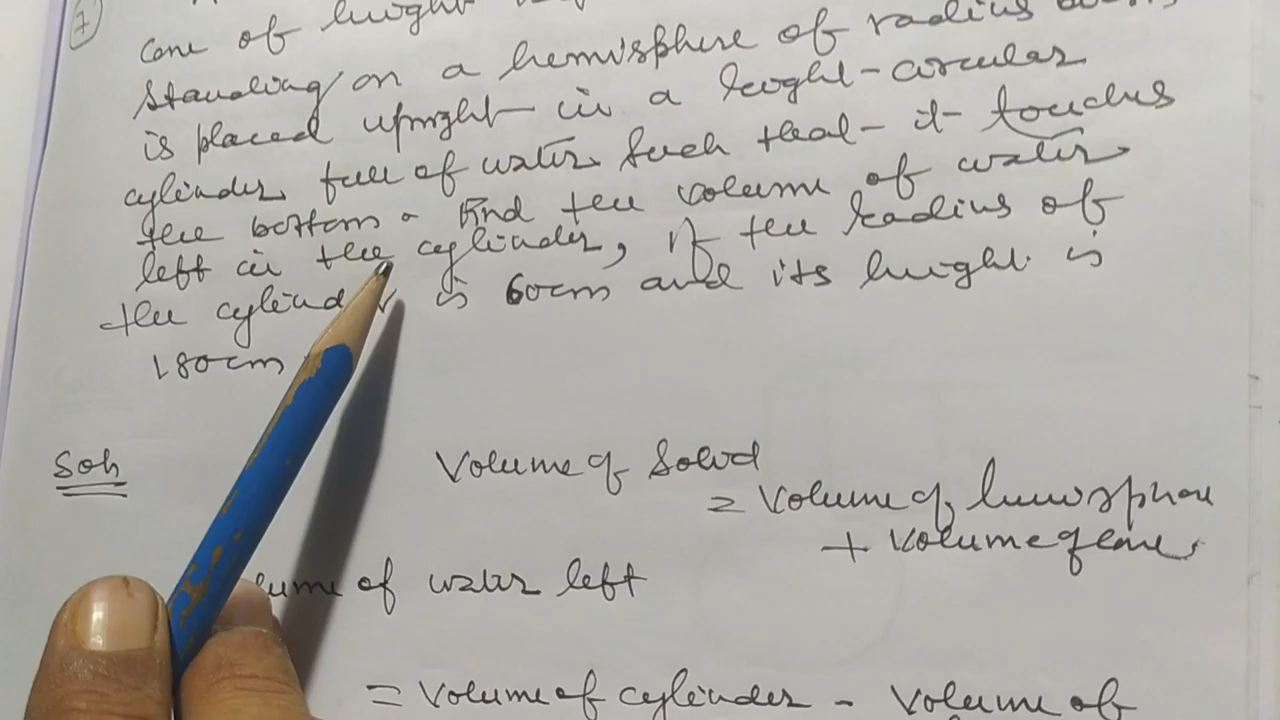 7
cone of height
standing on a hemisphere of radius
is placed upright in a right-circular
cylinder full of water such that it touches
the bottom. Find the volume of water
left in the cylinder, if the radius of
the cylinder is 60cm and its height is
180cm
Soln
Volume of Solid
= Volume of hemisphere
+ Volume of cone
lume of water left
= Volume of cylinder - Volume of